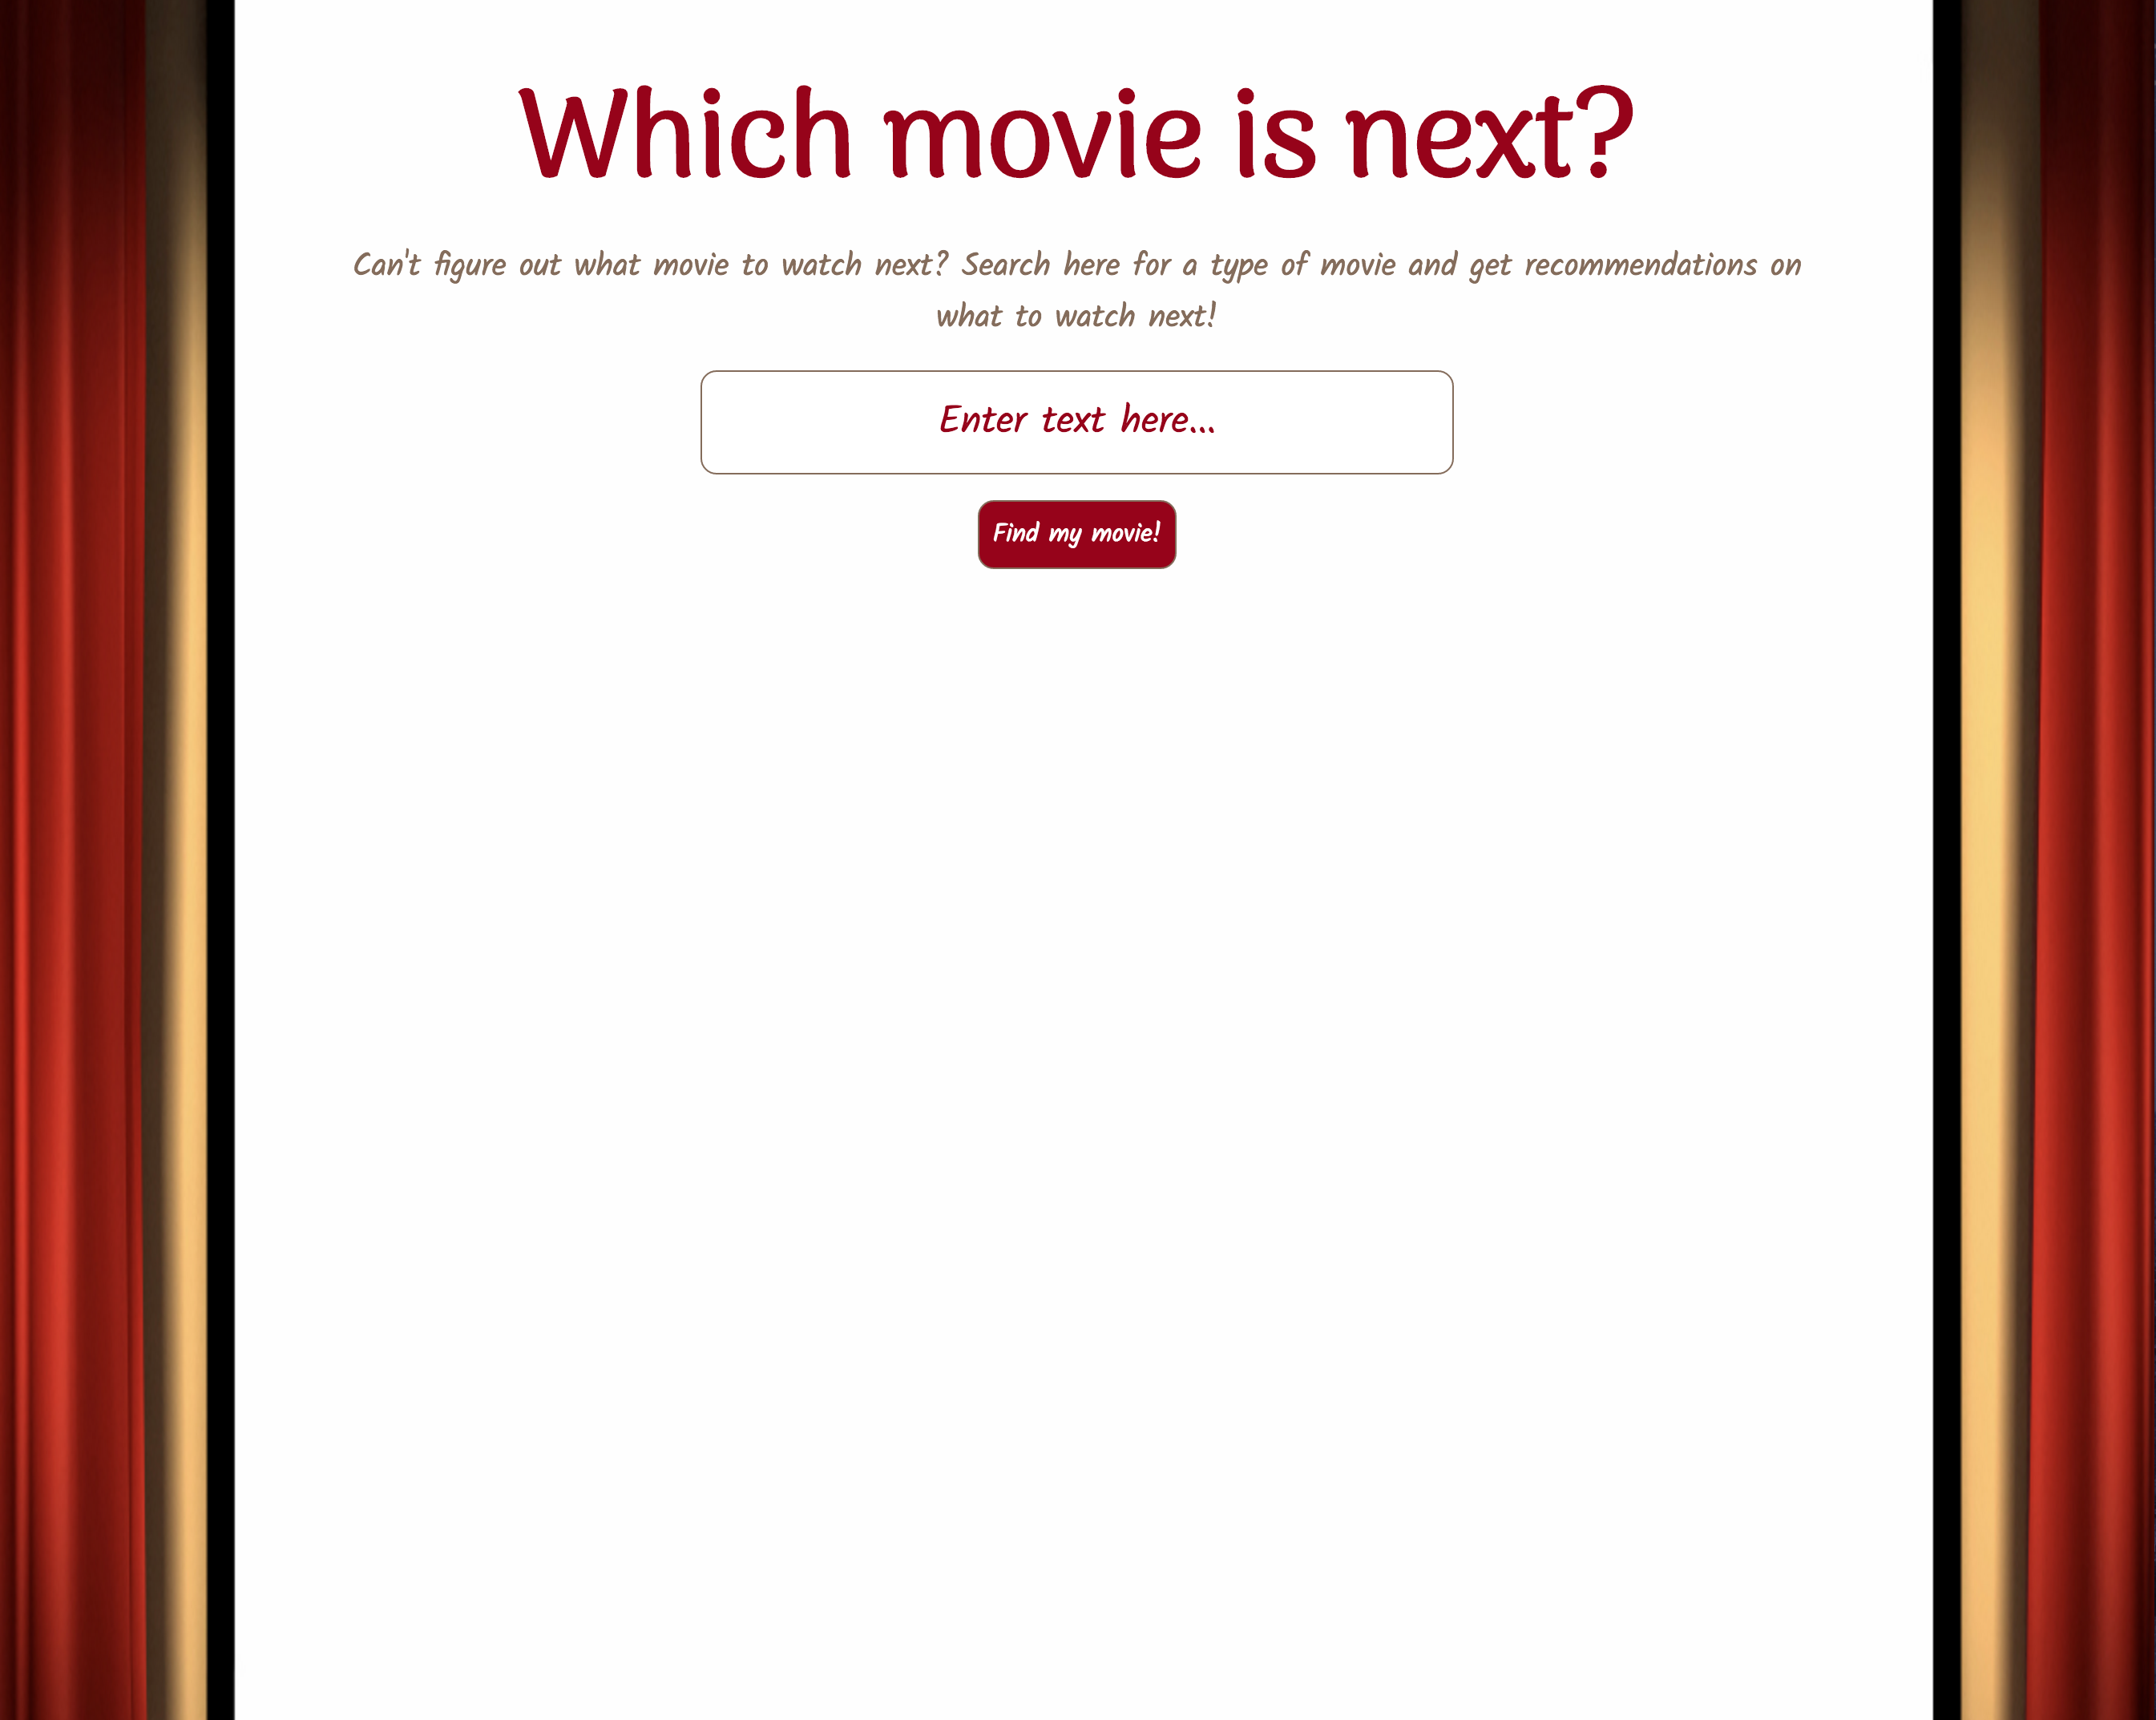 Which movie is next?
Can't figure out what movie to watch next? Search here for a type of movie and get recommendations on
what to watch next!
Enter text here...
Find my movie!